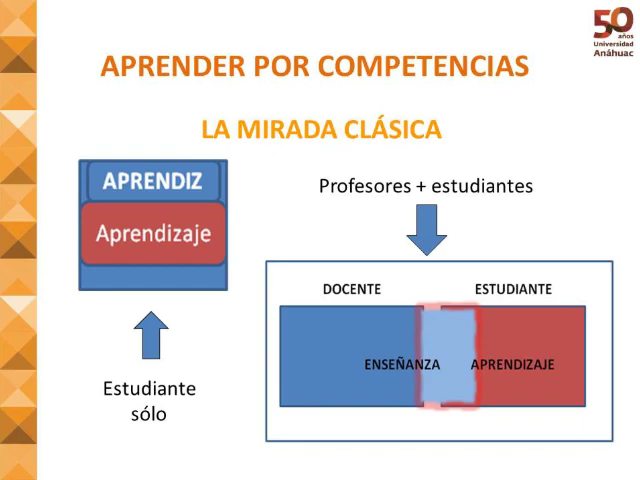 50
años
Universidad
Anáhuac
APRENDER POR COMPETENCIAS
LA MIRADA CLÁSICA
APRENDIZ
Aprendizaje
Estudiante
sólo
Profesores + estudiantes
DOCENTE
ESTUDIANTE
ENSEÑANZA
APRENDIZAJE